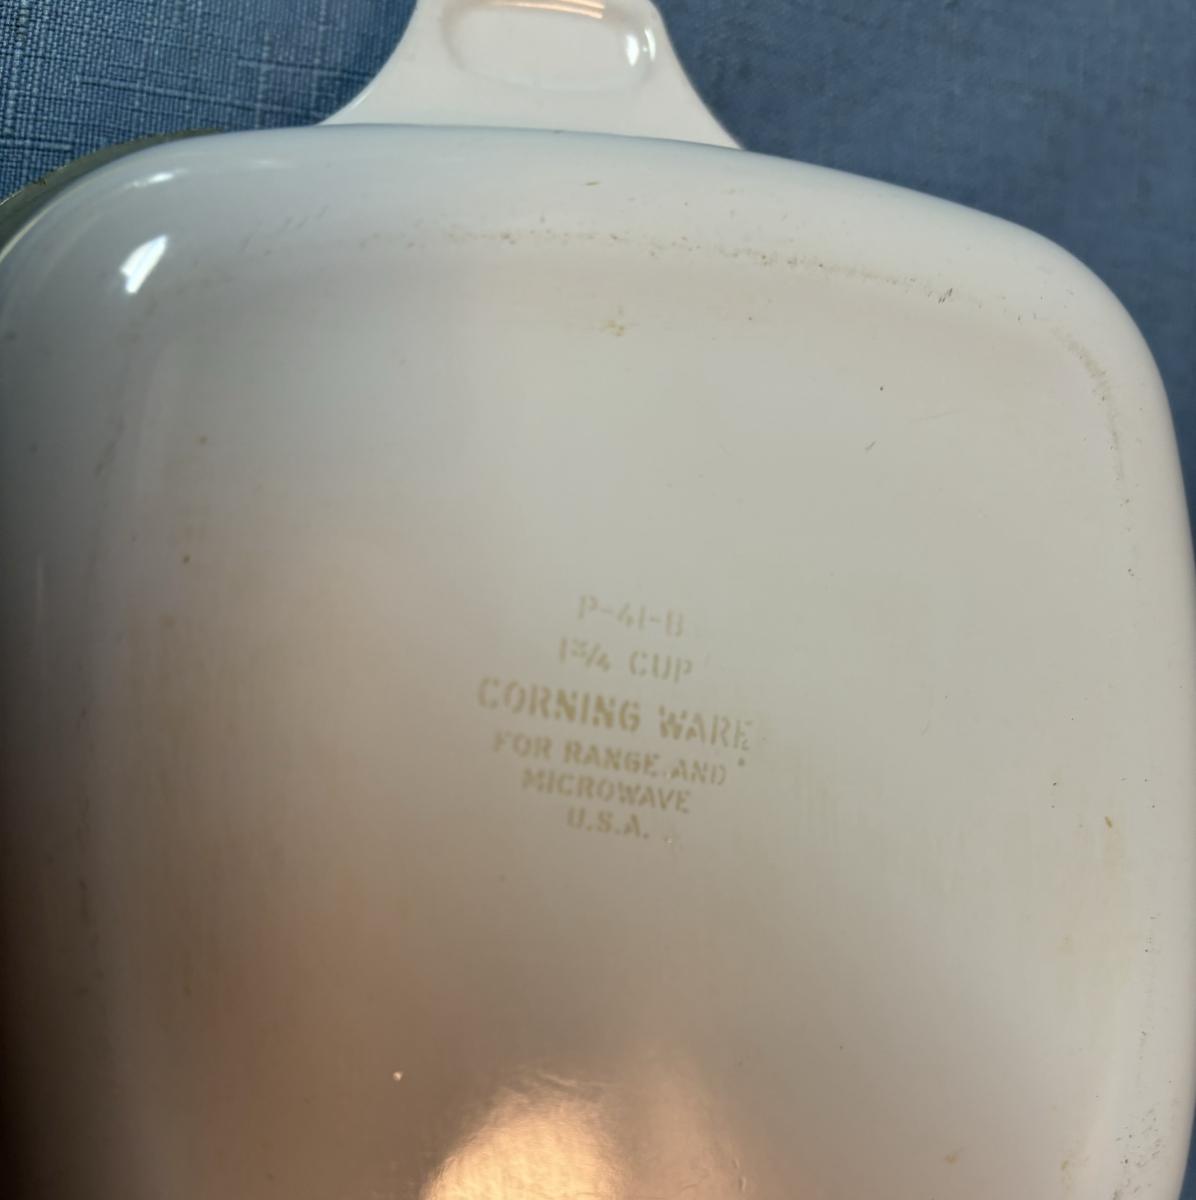 P-41-B
1¾ CUP
CORNING WARE
FOR RANGE AND
MICROWAVE
U.S.A.